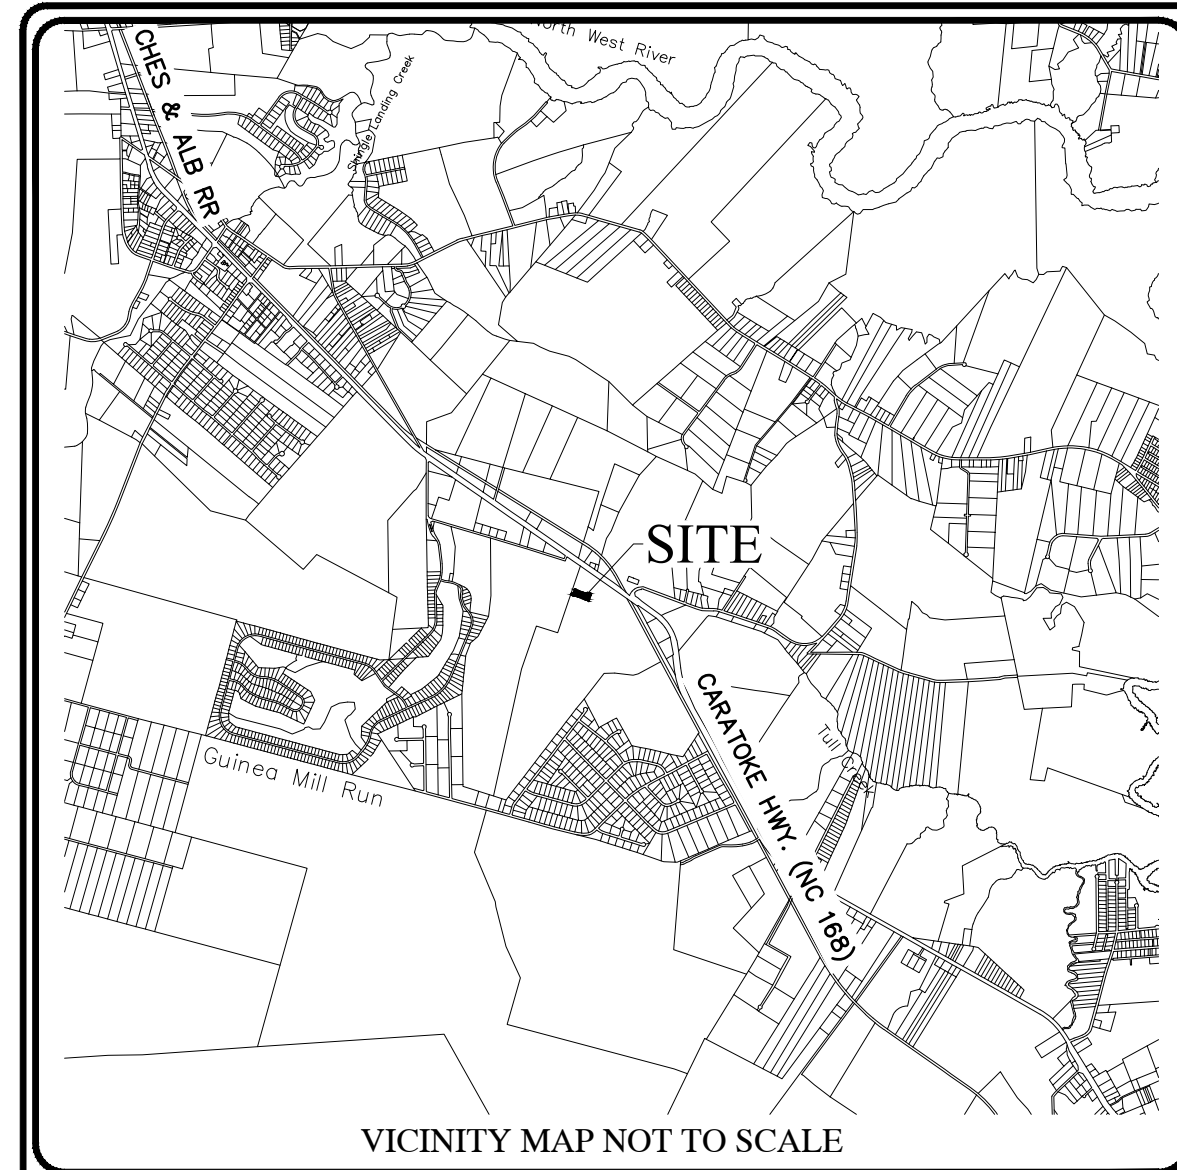 North West River
CHES & ALB RR
Shingle Landing Creek
SITE
CARATOKE HWY. (NC 168)
Tull Creek
Guinea Mill Run
VICINITY MAP NOT TO SCALE